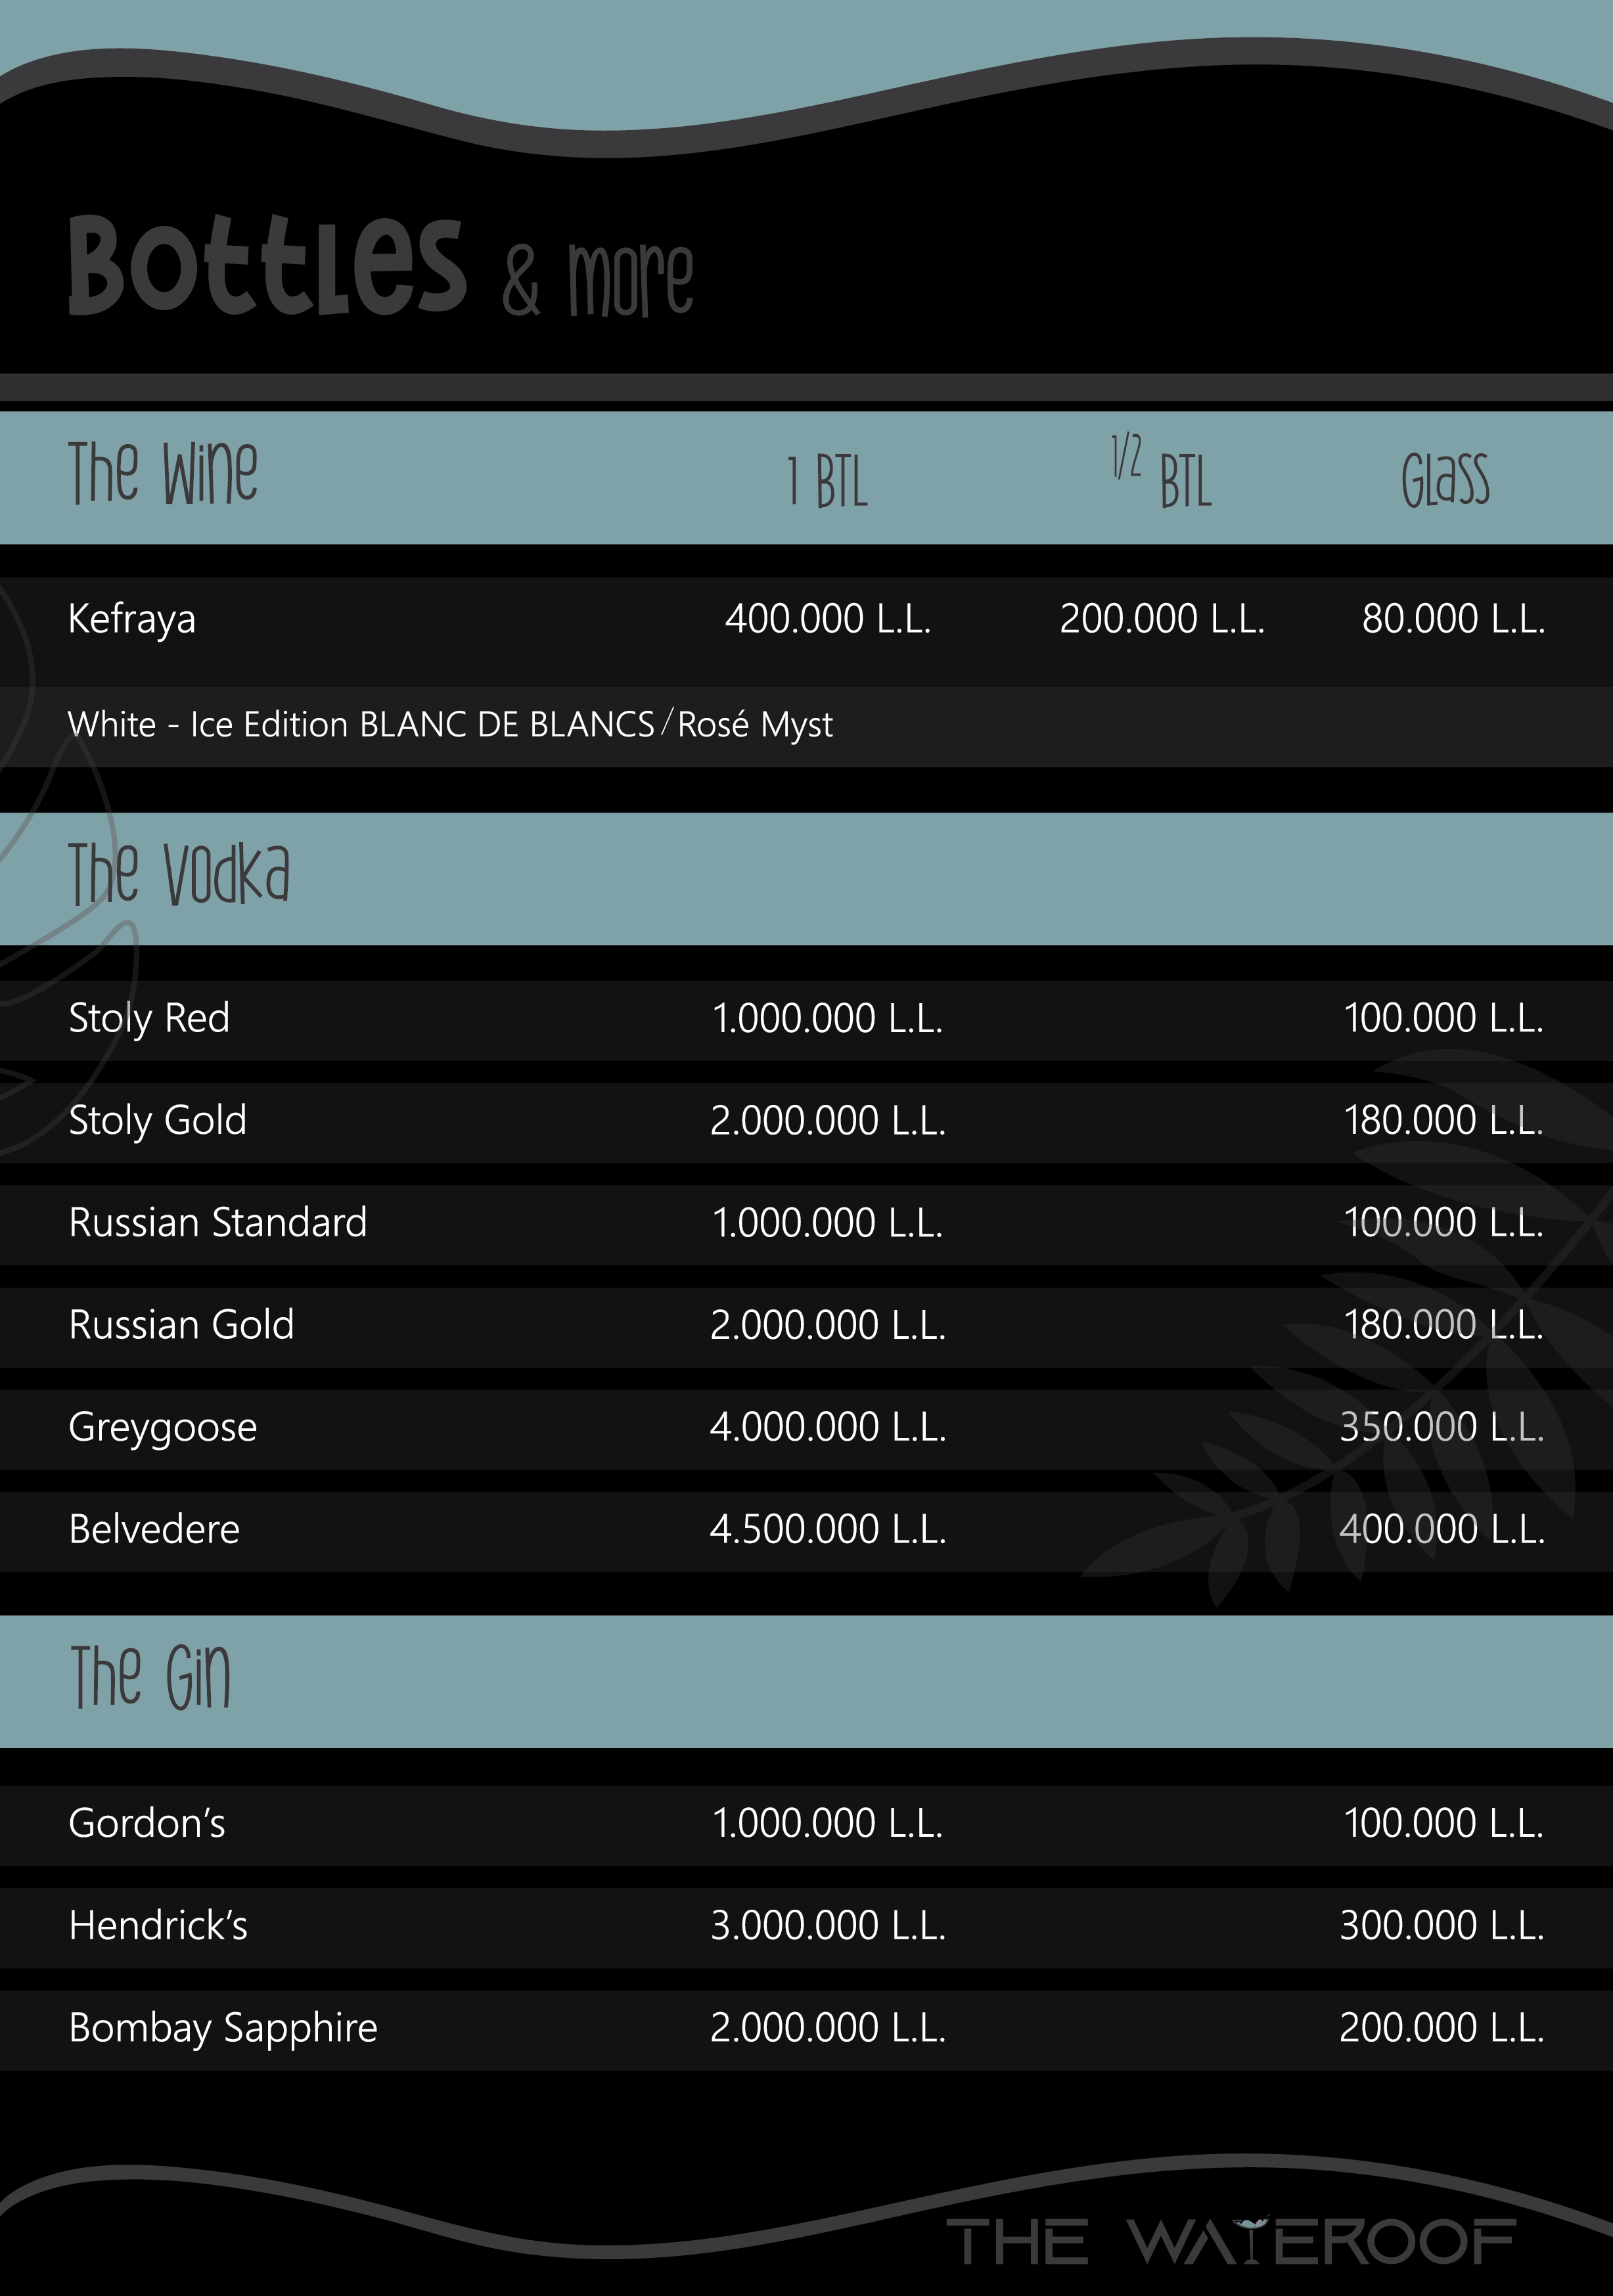 Bottles & more
The Wine 1 BTL 1/2 BTL Glass
Kefraya 400.000 L.L. 200.000 L.L. 80.000 L.L.
White - Ice Edition BLANC DE BLANCS/Rosé Myst
The Vodka
Stoly Red 1.000.000 L.L. 100.000 L.L.
Stoly Gold 2.000.000 L.L. 180.000 L.L.
Russian Standard 1.000.000 L.L. 100.000 L.L.
Russian Gold 2.000.000 L.L. 180.000 L.L.
Greygoose 4.000.000 L.L. 350.000 L.L.
Belvedere 4.500.000 L.L. 400.000 L.L.
The Gin
Gordon’s 1.000.000 L.L. 100.000 L.L.
Hendrick’s 3.000.000 L.L. 300.000 L.L.
Bombay Sapphire 2.000.000 L.L. 200.000 L.L.
THE WATEROOF